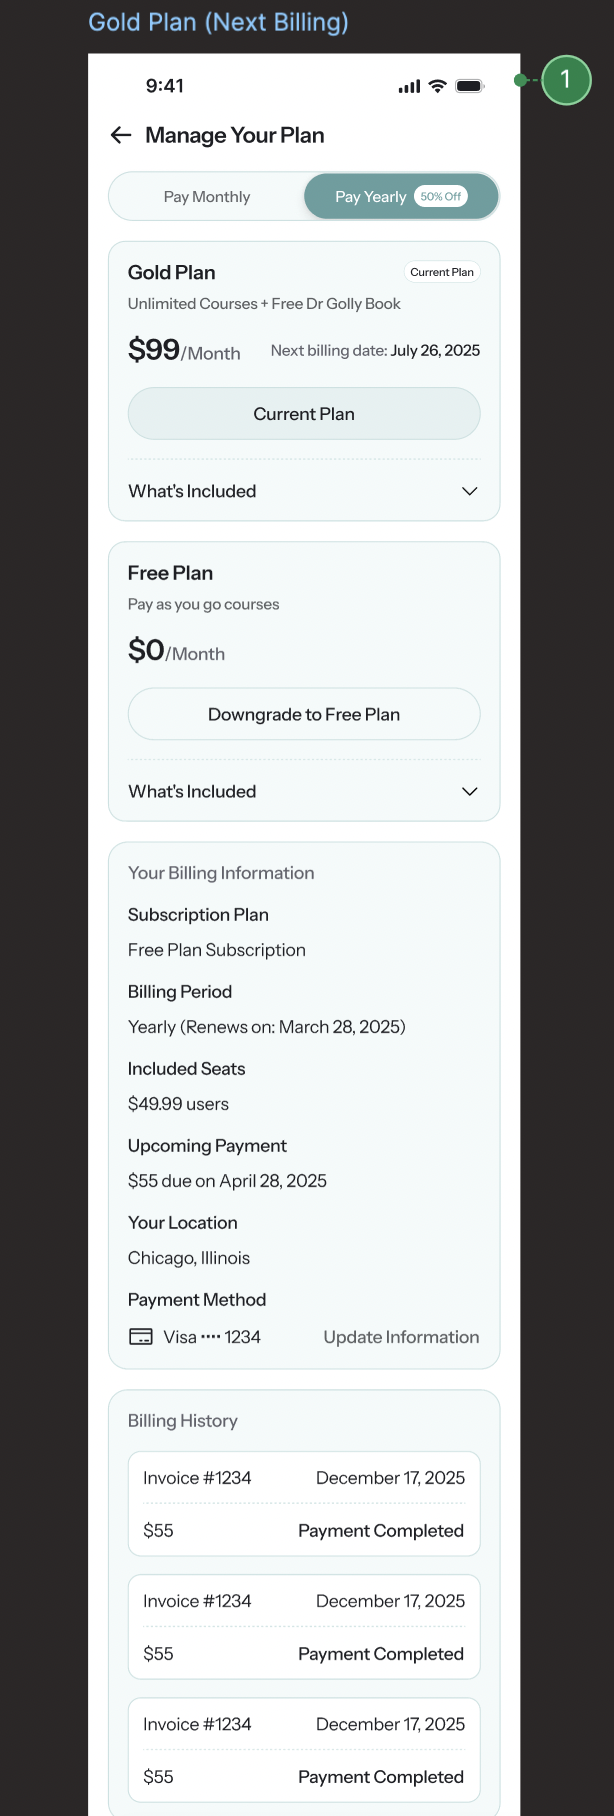 Gold Plan (Next Billing)
9:41
1
Manage Your Plan
Pay Monthly
Pay Yearly 50% Off
Gold Plan
Current Plan
Unlimited Courses + Free Dr Golly Book
$99/Month
Next billing date: July 26, 2025
Current Plan
What's Included
Free Plan
Pay as you go courses
$0/Month
Downgrade to Free Plan
What's Included
Your Billing Information
Subscription Plan
Free Plan Subscription
Billing Period
Yearly (Renews on: March 28, 2025)
Included Seats
$49.99 users
Upcoming Payment
$55 due on April 28, 2025
Your Location
Chicago, Illinois
Payment Method
Visa •••• 1234
Update Information
Billing History
Invoice #1234
December 17, 2025
$55
Payment Completed
Invoice #1234
December 17, 2025
$55
Payment Completed
Invoice #1234
December 17, 2025
$55
Payment Completed